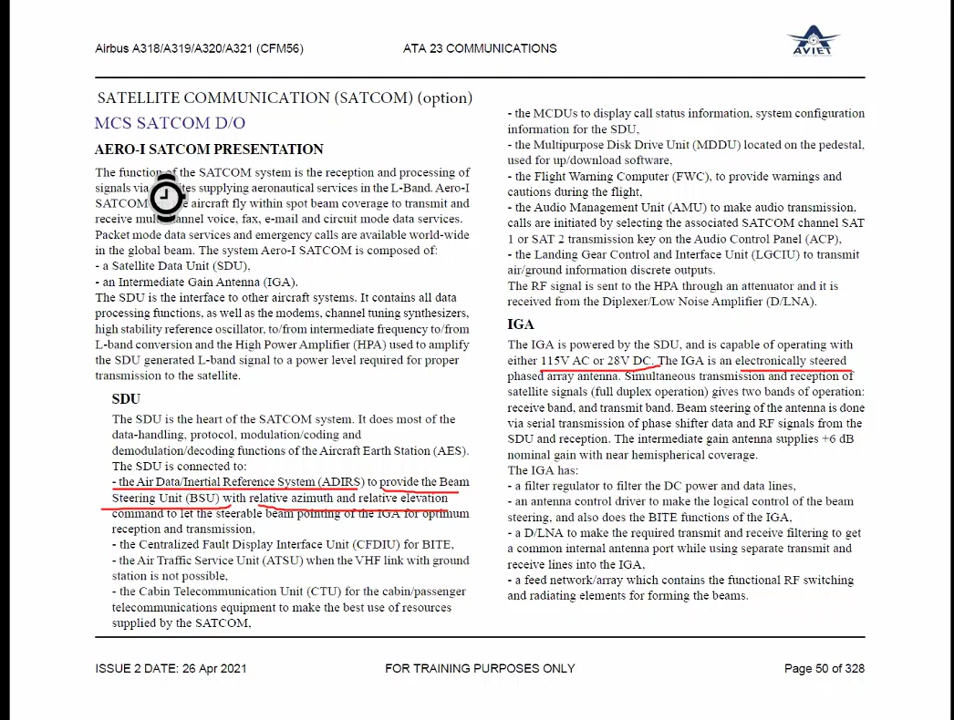 Airbus A318/A319/A320/A321 (CFM56)
ATA 23 COMMUNICATIONS
AVIET
SATELLITE COMMUNICATION (SATCOM) (option)
MCS SATCOM D/O
AERO-I SATCOM PRESENTATION
The function of the SATCOM system is the reception and processing of
signals via tes supplying aeronautical services in the L-Band. Aero-I
SATCOM aircraft fly within spot beam coverage to transmit and
receive multichannel voice, fax, e-mail and circuit mode data services.
Packet mode data services and emergency calls are available world-wide
in the global beam. The system Aero-I SATCOM is composed of:
- a Satellite Data Unit (SDU),
- an Intermediate Gain Antenna (IGA).
The SDU is the interface to other aircraft systems. It contains all data
processing functions, as well as the modems, channel tuning synthesizers,
high stability reference oscillator, to/from intermediate frequency to/from
L-band conversion and the High Power Amplifier (HPA) used to amplify
the SDU generated L-band signal to a power level required for proper
transmission to the satellite.
SDU
The SDU is the heart of the SATCOM system. It does most of the
data-handling, protocol, modulation/coding and
demodulation/decoding functions of the Aircraft Earth Station (AES).
The SDU is connected to:
- the Air Data/Inertial Reference System (ADIRS) to provide the Beam
Steering Unit (BSU) with relative azimuth and relative elevation
command to let the steerable beam pointing of the IGA for optimum
reception and transmission,
- the Centralized Fault Display Interface Unit (CFDIU) for BITE,
- the Air Traffic Service Unit (ATSU) when the VHF link with ground
station is not possible,
- the Cabin Telecommunication Unit (CTU) for the cabin/passenger
telecommunications equipment to make the best use of resources
supplied by the SATCOM,
- the MCDUs to display call status information, system configuration
information for the SDU,
- the Multipurpose Disk Drive Unit (MDDU) located on the pedestal,
used for up/download software,
- the Flight Warning Computer (FWC), to provide warnings and
cautions during the flight,
- the Audio Management Unit (AMU) to make audio transmission,
calls are initiated by selecting the associated SATCOM channel SAT
1 or SAT 2 transmission key on the Audio Control Panel (ACP),
- the Landing Gear Control and Interface Unit (LGCIU) to transmit
air/ground information discrete outputs.
The RF signal is sent to the HPA through an attenuator and it is
received from the Diplexer/Low Noise Amplifier (D/LNA).
IGA
The IGA is powered by the SDU, and is capable of operating with
either 115V AC or 28V DC. The IGA is an electronically steered
phased array antenna. Simultaneous transmission and reception of
satellite signals (full duplex operation) gives two bands of operation:
receive band, and transmit band. Beam steering of the antenna is done
via serial transmission of phase shifter data and RF signals from the
SDU and reception. The intermediate gain antenna supplies +6 dB
nominal gain with near hemispherical coverage.
The IGA has:
- a filter regulator to filter the DC power and data lines,
- an antenna control driver to make the logical control of the beam
steering, and also does the BITE functions of the IGA,
- a D/LNA to make the required transmit and receive filtering to get
a common internal antenna port while using separate transmit and
receive lines into the IGA,
- a feed network/array which contains the functional RF switching
and radiating elements for forming the beams.
ISSUE 2 DATE: 26 Apr 2021
FOR TRAINING PURPOSES ONLY
Page 50 of 328